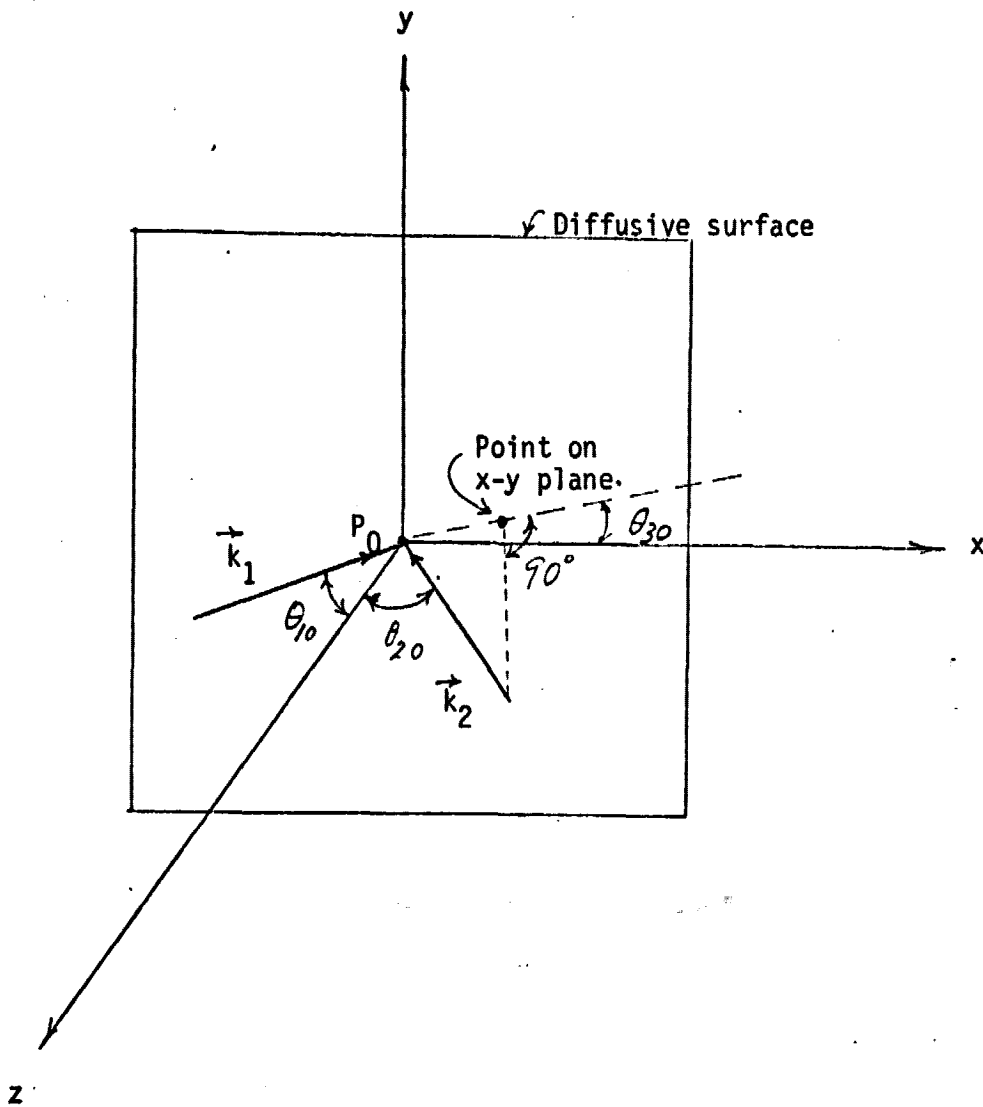 y
Diffusive surface
Point on
x-y plane.
P0
θ30
x
90°
k1
θ10
θ20
k2
z